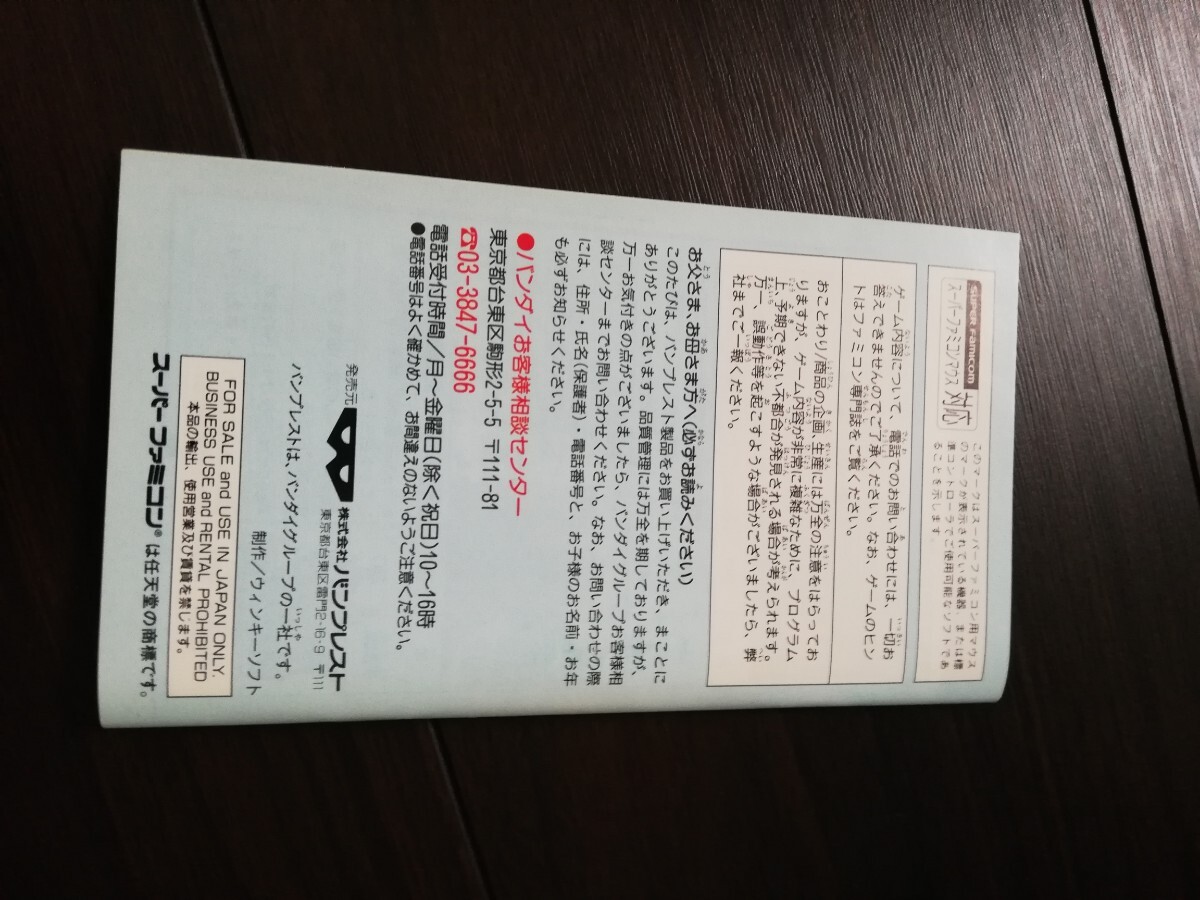 SUPER FAMICOM
スーパーファミコンマウス 対応
このマークはスーパーファミコン用マウス
のマークが表示されている機器、または標
準コントローラでご使用可能なソフトであ
ることを示します。
ゲーム内容について、電話でのお問い合わせには、一切お
答えできませんのでご了承ください。なお、ゲームのヒン
トはファミコン専門誌をご覧ください。
おことわり/商品の企画、生産には万全の注意をはらってお
りますが、ゲーム内容が非常に複雑なために、プログラム
上、予期できない不都合が発見される場合が考えられます。
万一、誤動作等を起こすような場合がございましたら、弊
社までご一報ください。
お父さま、お母さま方へ(必ずお読みください)
このたびは、バンプレスト製品をお買い上げいただき、まことに
ありがとうございます。品質管理には万全を期しておりますが、
万一お気付きの点がございましたら、バンダイグループお客様相
談センターまでお問い合わせください。なお、お問い合わせの際
には、住所・氏名(保護者)・電話番号と、お子様のお名前・お年
も必ずお知らせください。
●バンダイお客様相談センター
東京都台東区駒形2-5-5 〒111-81
☎03-3847-6666
電話受付時間/月～金曜日(除く祝日)10～16時
●電話番号はよく確かめて、お間違えのないようご注意ください。
発売元 株式会社バンプレスト
東京都台東区雷門2-16-9 〒111
バンプレストは、バンダイグループの一社です。
制作/ウィンキーソフト
FOR SALE and USE IN JAPAN ONLY.
BUSINESS USE and RENTAL PROHIBITED
本品の輸出、使用営業及び賃貸を禁じます。
スーパーファミコン®は任天堂の商標です。